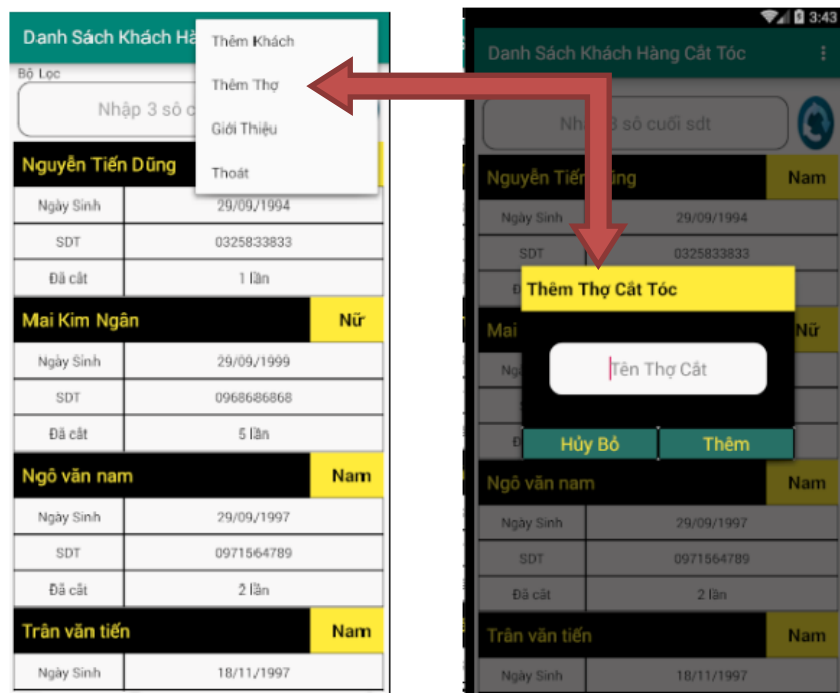 Danh Sách Khách Hà
Thêm Khách
Bộ Lọc
Thêm Thợ
Nhập 3 số c
Giới Thiệu
Thoát
Nguyễn Tiến Dũng
Ngày Sinh 29/09/1994
SDT 0325833833
Đã cắt 1 lần
Mai Kim Ngân Nữ
Ngày Sinh 29/09/1999
SDT 0968686868
Đã cắt 5 lần
Ngô văn nam Nam
Ngày Sinh 29/09/1997
SDT 0971564789
Đã cắt 2 lần
Trần văn tiến Nam
Ngày Sinh 18/11/1997
3:43
Danh Sách Khách Hàng Cắt Tóc
Nh 3 số cuối sdt
Nguyễn Tiến ũng Nam
Ngày Sinh 29/09/1994
SDT 0325833833
Thêm Thợ Cắt Tóc
Mai Nữ
Tên Thợ Cắt
Hủy Bỏ Thêm
Ngô văn nam Nam
Ngày Sinh 29/09/1997
SDT 0971564789
Đã cắt 2 lần
Trần văn tiến Nam
Ngày Sinh 18/11/1997